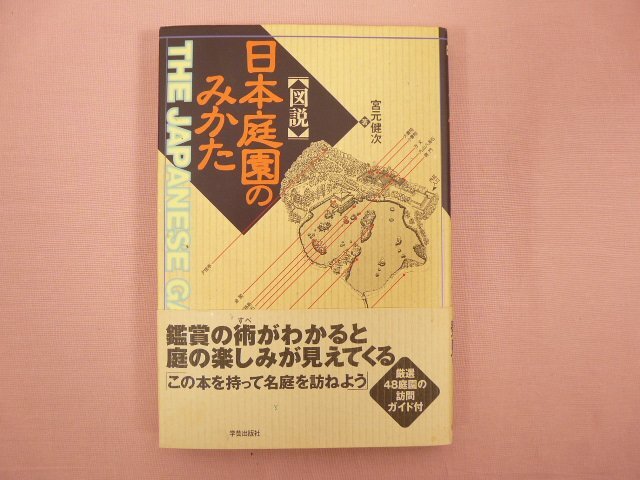 THE JAPANESE GA
【図説】
日本庭園の
みかた
宮元健次
著
鑑賞の術がわかると
すべ
庭の楽しみが見えてくる
「この本を持って名庭を訪ねよう」
厳選
48庭園の
訪問
ガイド付
学芸出版社